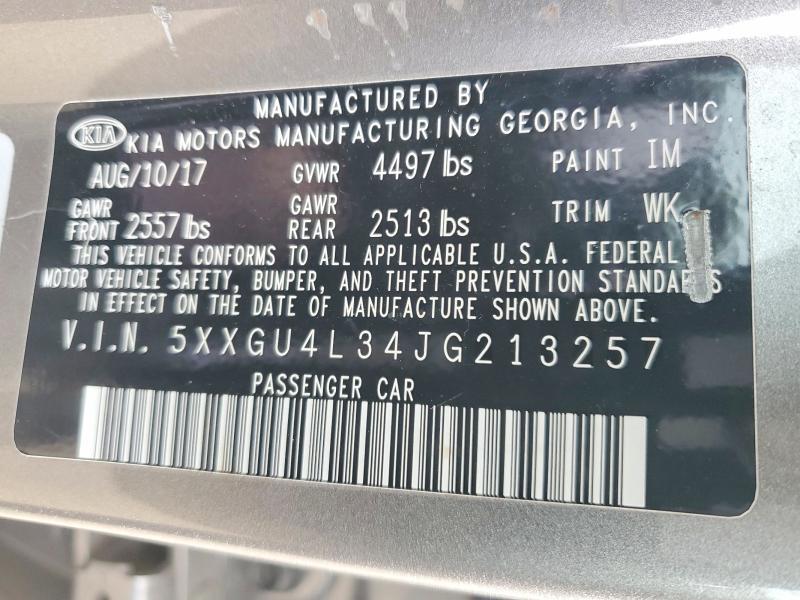 MANUFACTURED BY
KIA KIA MOTORS MANUFACTURING GEORGIA, INC.
AUG/10/17 GVWR 4497 lbs PAINT IM
GAWR FRONT 2557 lbs GAWR REAR 2513 lbs TRIM WK
THIS VEHICLE CONFORMS TO ALL APPLICABLE U.S.A. FEDERAL
MOTOR VEHICLE SAFETY, BUMPER, AND THEFT PREVENTION STANDARDS
IN EFFECT ON THE DATE OF MANUFACTURE SHOWN ABOVE.
V.I.N. 5XXGU4L34JG213257
PASSENGER CAR